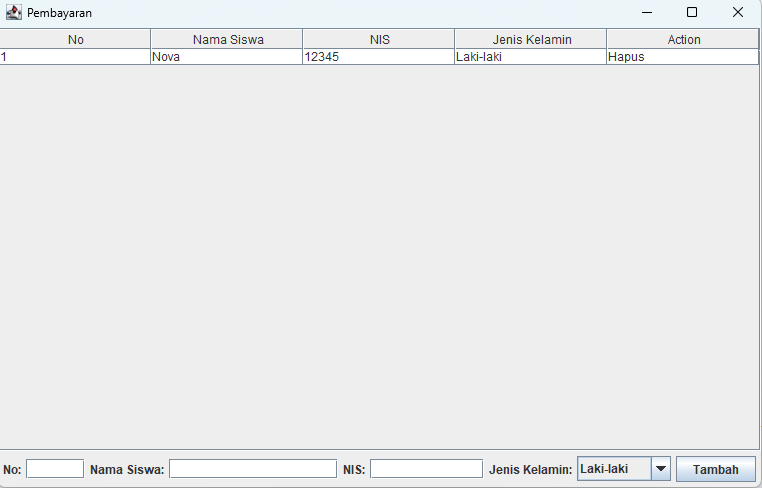 Pembayaran
No Nama Siswa NIS Jenis Kelamin Action
1 Nova 12345 Laki-laki Hapus
No: Nama Siswa: NIS: Jenis Kelamin: Laki-laki Tambah